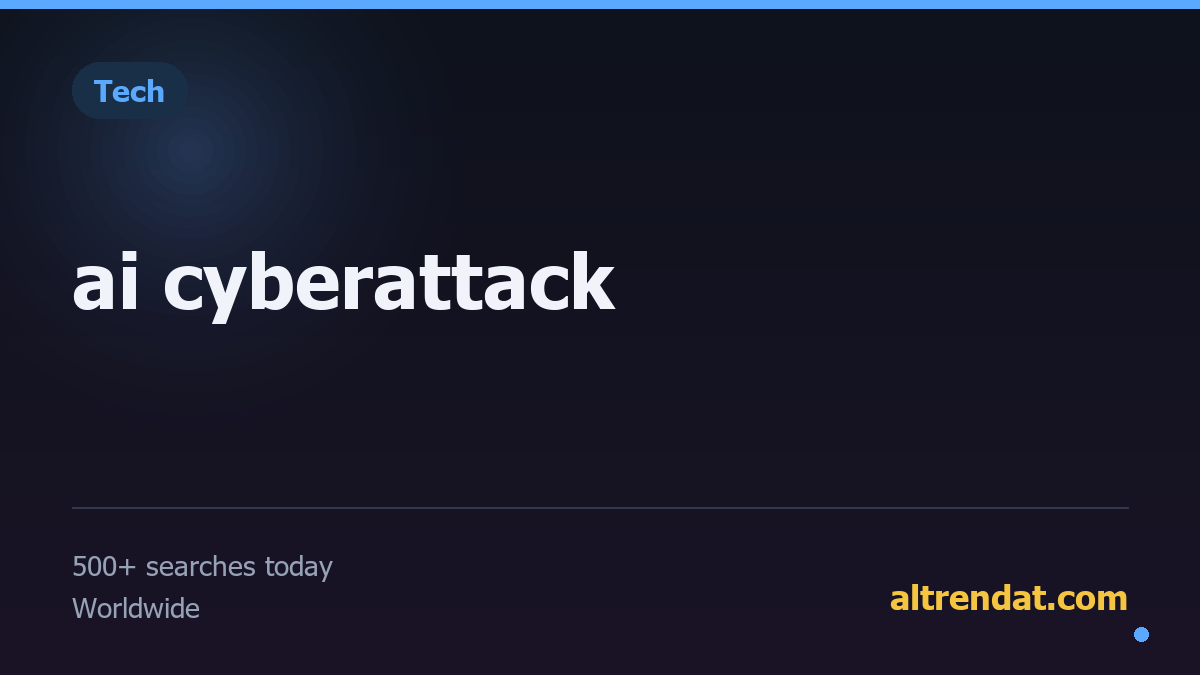 Tech
ai cyberattack
500+ searches today
Worldwide
altrendat.com